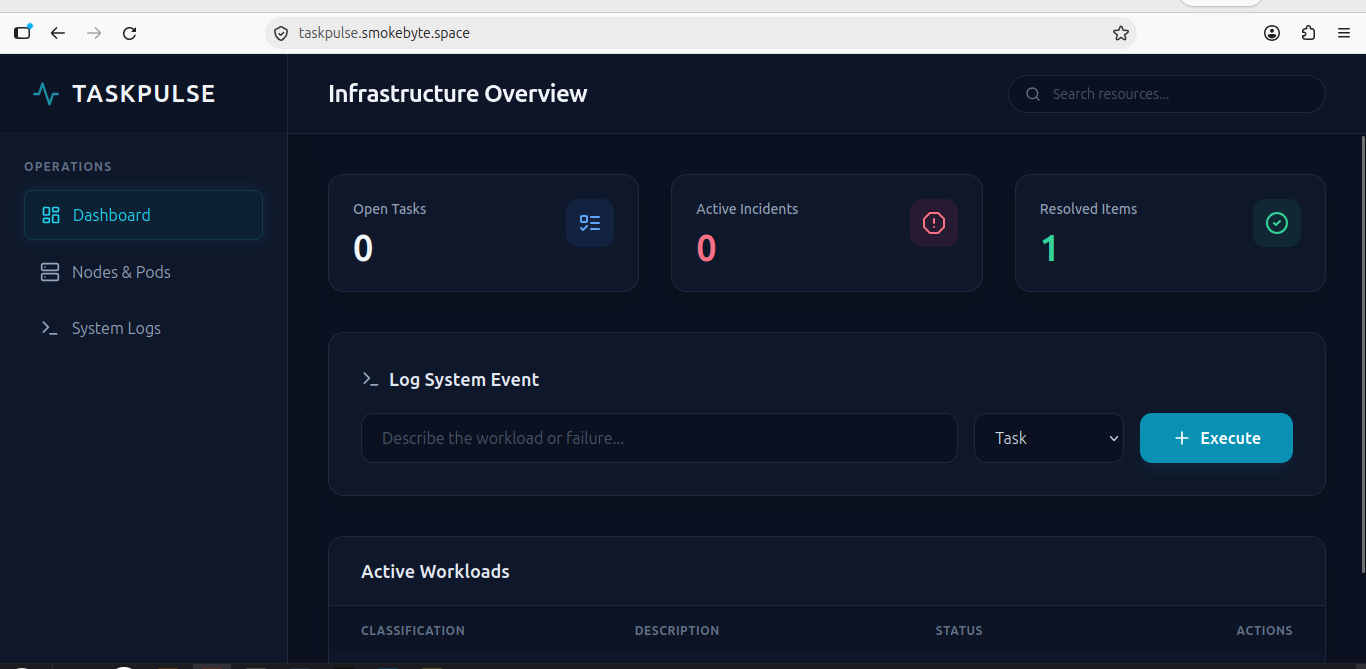 taskpulse.smokebyte.space
TASKPULSE
Infrastructure Overview
Search resources...
OPERATIONS
Dashboard
Nodes & Pods
System Logs
Open Tasks
0
Active Incidents
0
Resolved Items
1
Log System Event
Describe the workload or failure...
Task
Execute
Active Workloads
CLASSIFICATION DESCRIPTION STATUS ACTIONS